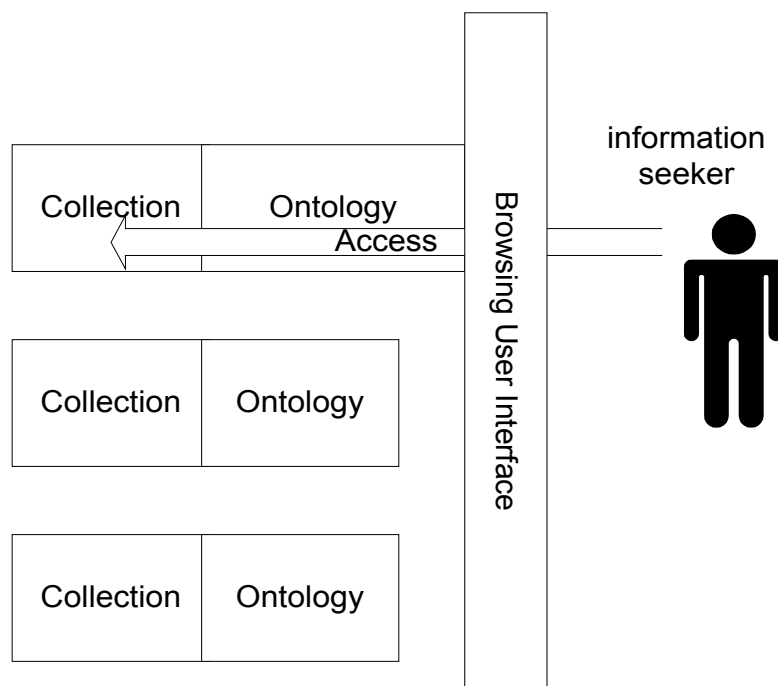 information
seeker
Collection
Ontology
Access
Browsing User Interface
Collection
Ontology
Collection
Ontology